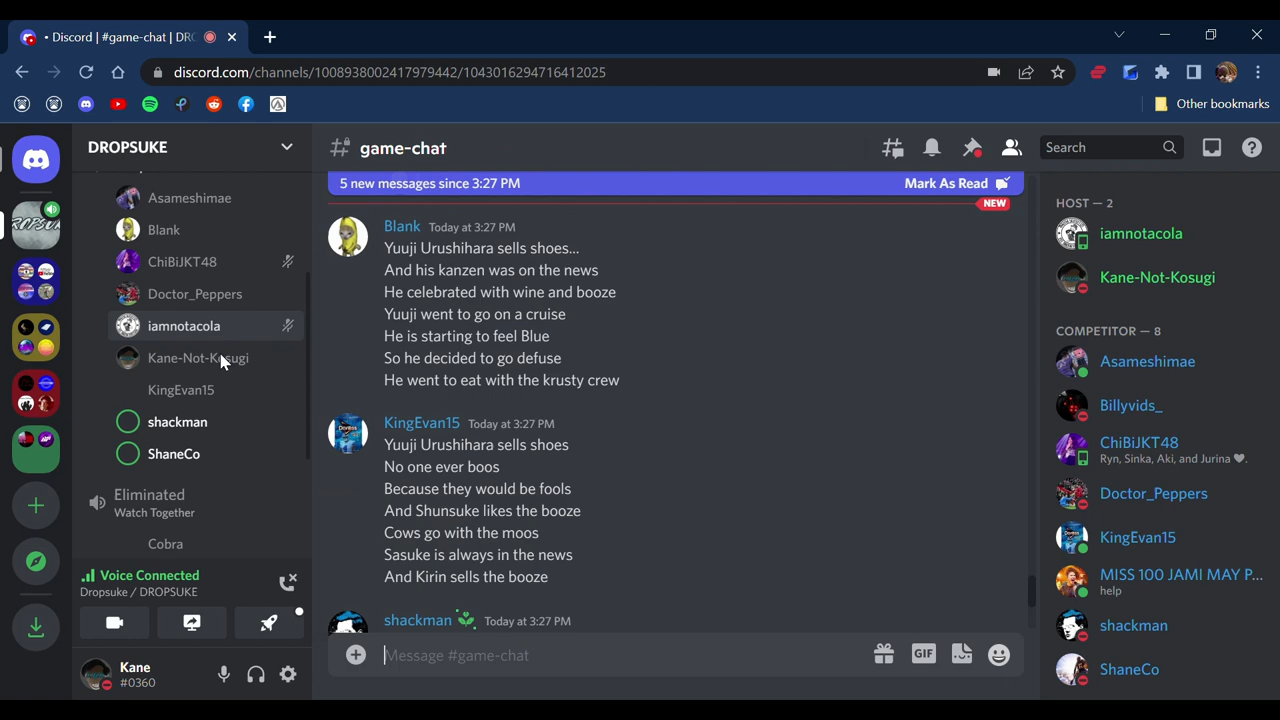 • Discord | #game-chat | DRO
discord.com/channels/1008938002417979442/1043016294716412025
Other bookmarks
DROPSUKE
Asameshimae
Blank
ChiBiJKT48
Doctor_Peppers
iamnotacola
Kane-Not-Kosugi
KingEvan15
shackman
ShaneCo
Eliminated
Watch Together
Cobra
Voice Connected
Dropsuke / DROPSUKE
Kane
#0360
game-chat
Search
5 new messages since 3:27 PM
Mark As Read
NEW
Blank Today at 3:27 PM
Yuuji Urushihara sells shoes...
And his kanzen was on the news
He celebrated with wine and booze
Yuuji went to go on a cruise
He is starting to feel Blue
So he decided to go defuse
He went to eat with the krusty crew
KingEvan15 Today at 3:27 PM
Yuuji Urushihara sells shoes
No one ever boos
Because they would be fools
And Shunsuke likes the booze
Cows go with the moos
Sasuke is always in the news
And Kirin sells the booze
shackman Today at 3:27 PM
Message #game-chat
GIF
HOST — 2
iamnotacola
Kane-Not-Kosugi
COMPETITOR — 8
Asameshimae
Billyvids_
ChiBiJKT48
Ryn, Sinka, Aki, and Jurina ♥.
Doctor_Peppers
KingEvan15
MISS 100 JAMI MAY P...
help
shackman
ShaneCo